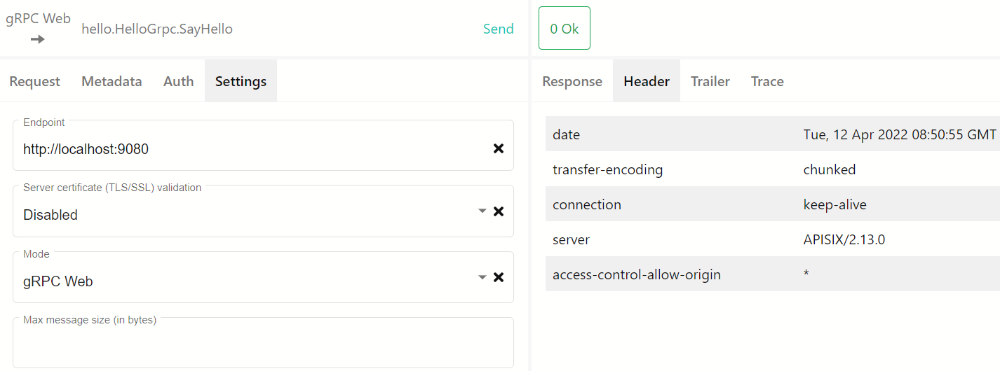 gRPC Web
hello.HelloGrpc.SayHello
Send
0 Ok
Request Metadata Auth Settings
Endpoint
http://localhost:9080
Server certificate (TLS/SSL) validation
Disabled
Mode
gRPC Web
Max message size (in bytes)
Response Header Trailer Trace
date Tue, 12 Apr 2022 08:50:55 GMT
transfer-encoding chunked
connection keep-alive
server APISIX/2.13.0
access-control-allow-origin *